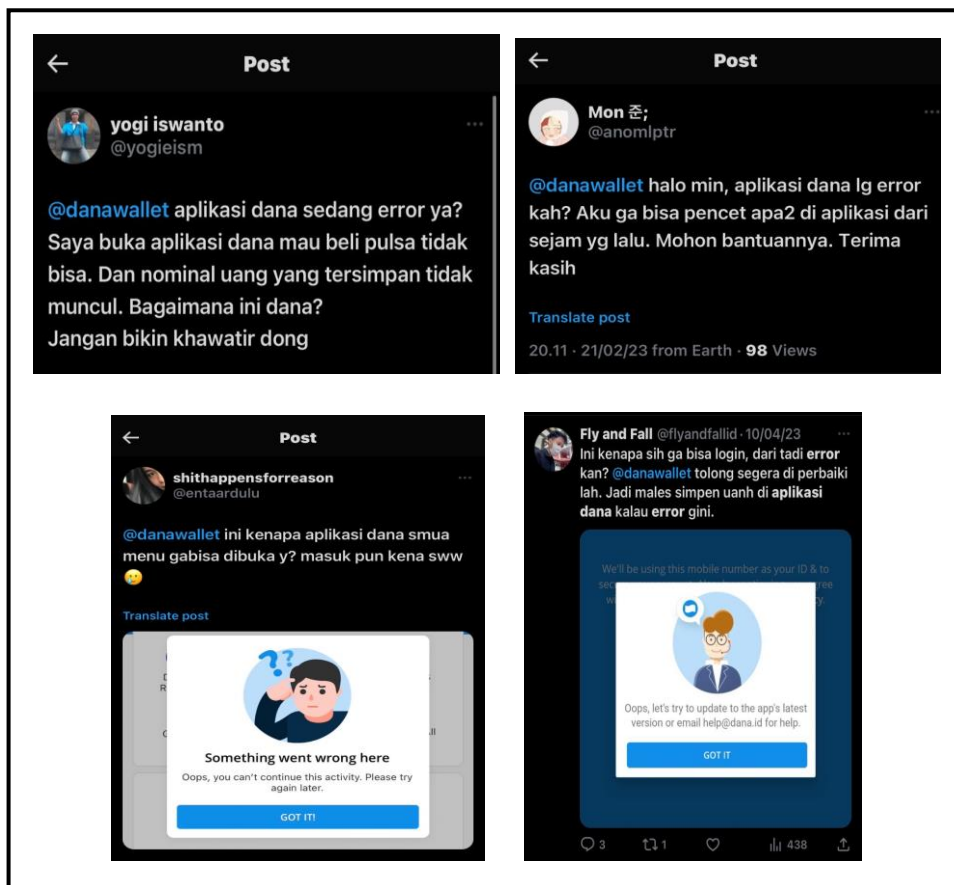 Post
yogi iswanto
@yogieism
@danawallet aplikasi dana sedang error ya?
Saya buka aplikasi dana mau beli pulsa tidak
bisa. Dan nominal uang yang tersimpan tidak
muncul. Bagaimana ini dana?
Jangan bikin khawatir dong
Post
Mon 준;
@anomlptr
@danawallet halo min, aplikasi dana lg error
kah? Aku ga bisa pencet apa2 di aplikasi dari
sejam yg lalu. Mohon bantuannya. Terima
kasih
Translate post
20.11 · 21/02/23 from Earth · 98 Views
Post
shithappensforreason
@entaardulu
@danawallet ini kenapa aplikasi dana smua
menu gabisa dibuka y? masuk pun kena sww
Translate post
Something went wrong here
Oops, you can't continue this activity. Please try
again later.
GOT IT!
Fly and Fall @flyandfallid · 10/04/23
Ini kenapa sih ga bisa login, dari tadi error
kan? @danawallet tolong segera di perbaiki
lah. Jadi males simpen uanh di aplikasi
dana kalau error gini.
We'll be using this mobile number as your ID & to
Oops, let's try to update to the app's latest
version or email help@dana.id for help.
GOT IT
3 1 438